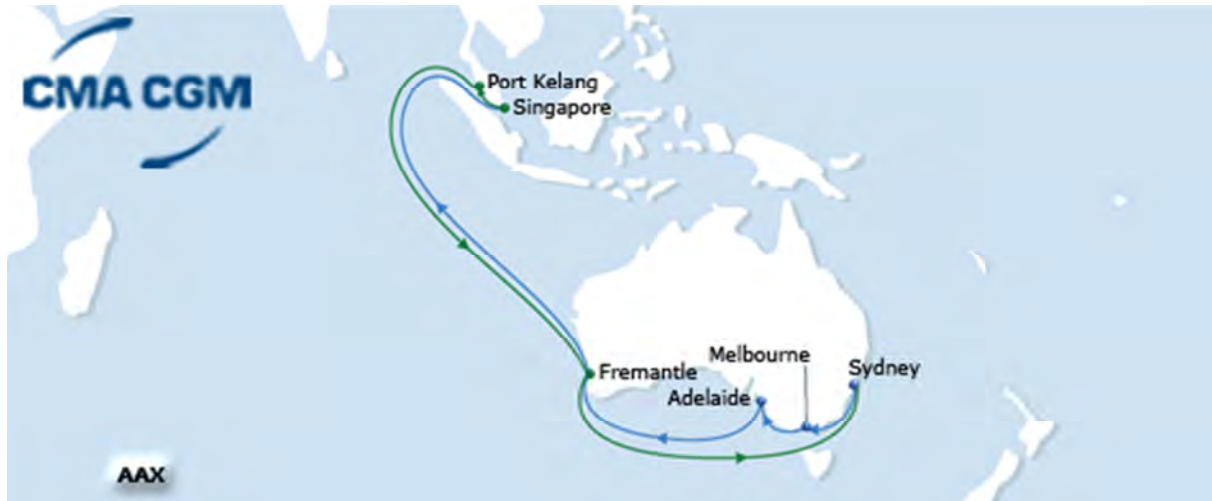 CMA CGM
Port Kelang
Singapore
Melbourne
Sydney
Fremantle
Adelaide
AAX